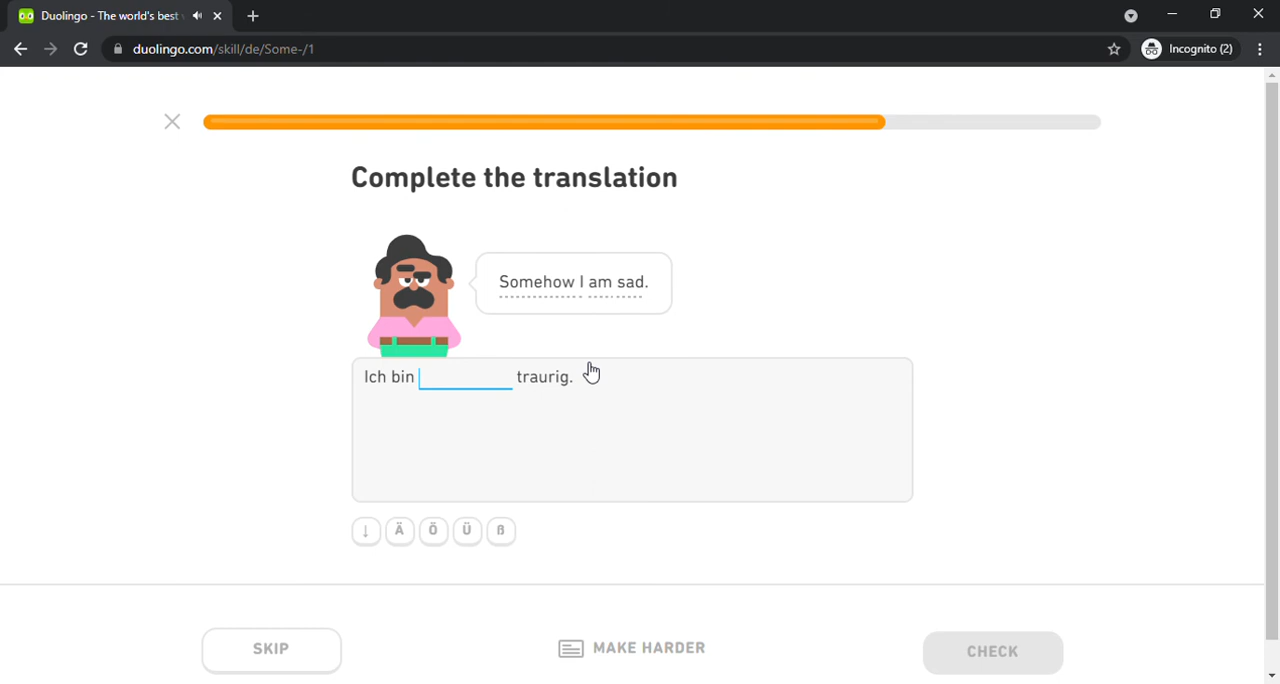 Duolingo - The world's best
duolingo.com/skill/de/Some-/1
Incognito (2)
Complete the translation
Somehow I am sad.
Ich bin traurig.
↓ Ä Ö Ü ß
SKIP
MAKE HARDER
CHECK